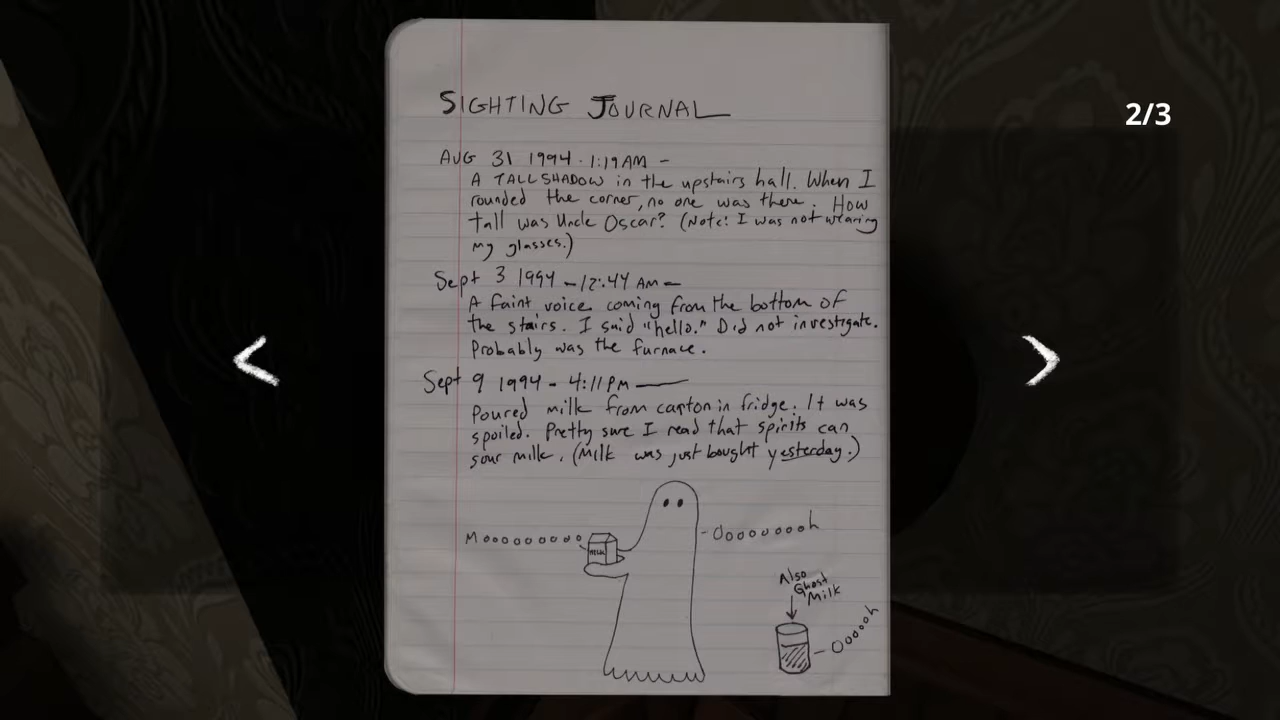 SIGHTING JOURNAL
2/3
AUG 31 1994 - 1:19 AM -
A TALL SHADOW in the upstairs hall. When I
rounded the corner, no one was there. How
tall was Uncle Oscar? (Note: I was not wearing
my glasses.)
Sept 3 1994 - 12:44 AM -
A faint voice coming from the bottom of
the stairs. I said "hello." Did not investigate.
Probably was the furnace.
Sept 9 1994 - 4:11 PM -
Poured milk from carton in fridge. It was
spoiled. Pretty sure I read that spirits can
sour milk. (Milk was just bought yesterday.)
Mooooooooo
MILK
-Oooooooooh
Also
Ghost
Milk
-Ooooooh